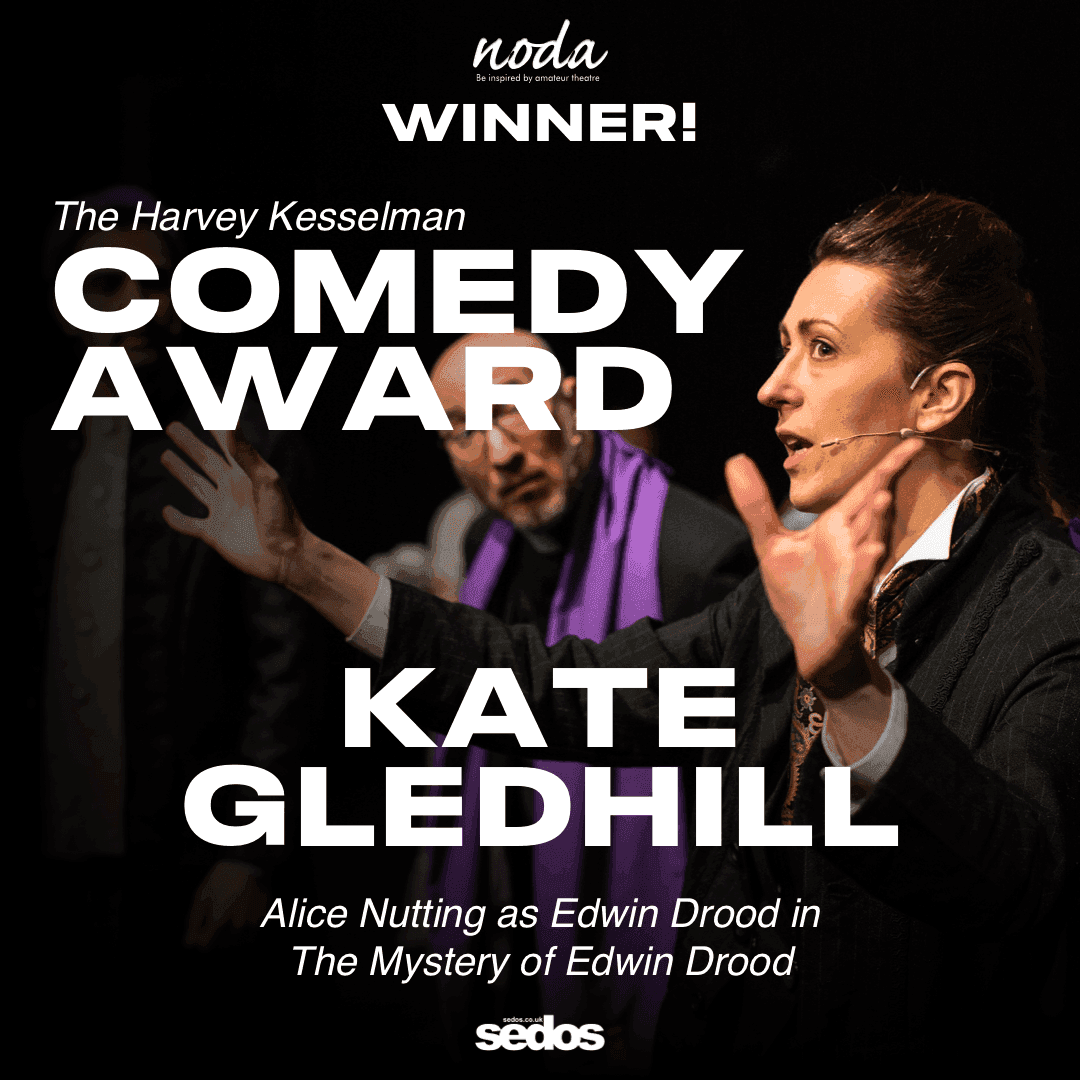 noda
Be inspired by amateur theatre
WINNER!
The Harvey Kesselman
COMEDY
AWARD
KATE
GLEDHILL
Alice Nutting as Edwin Drood in
The Mystery of Edwin Drood
sedos.co.uk
sedos